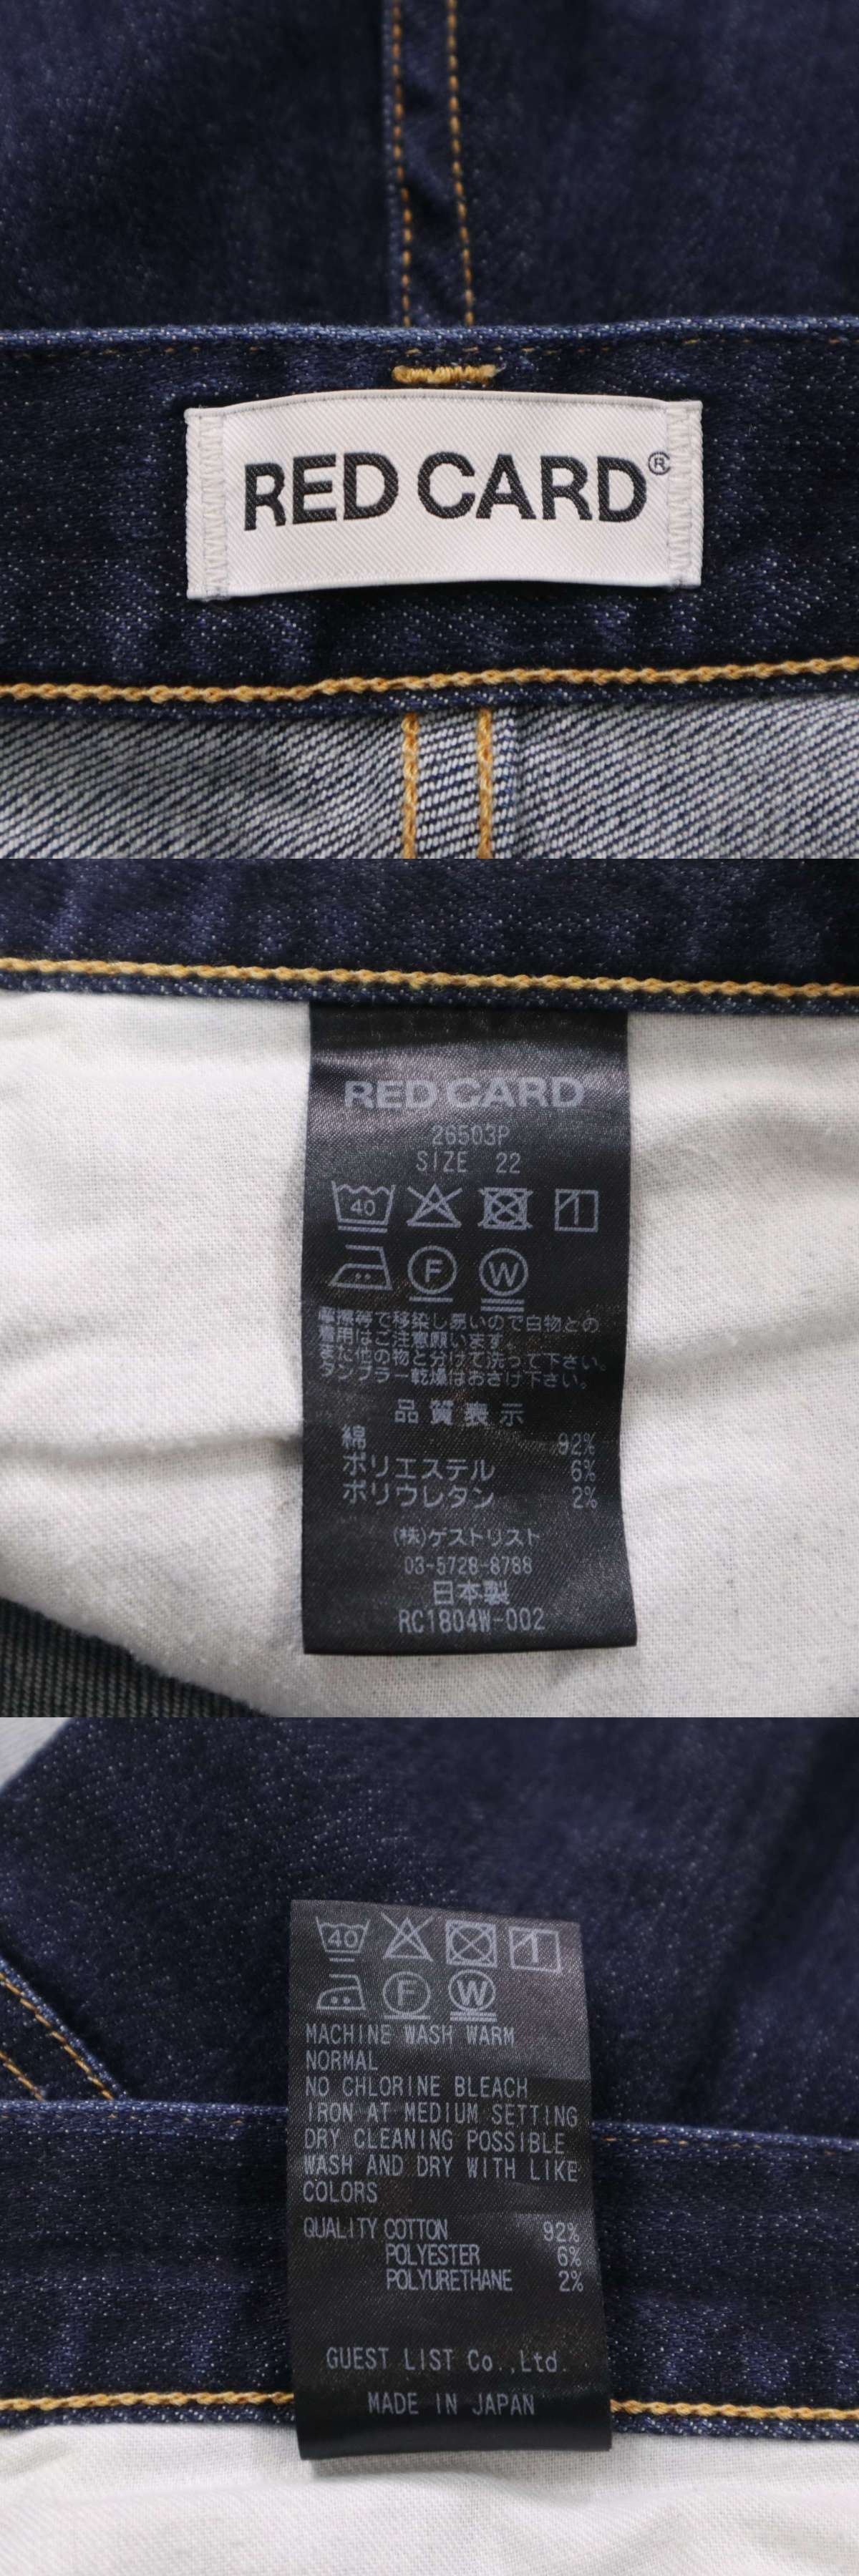 RED CARD®
RED CARD
26503P
SIZE 22
40
F W
摩擦等で移染し易いので白物との
着用はご注意願います。
また他の物と分けて洗って下さい。
タンブラー乾燥はおさけ下さい。
品質表示
綿 92%
ポリエステル 6%
ポリウレタン 2%
(株)ゲストリスト
03-5728-8788
日本製
RC1804W-002
40
F W
MACHINE WASH WARM
NORMAL
NO CHLORINE BLEACH
IRON AT MEDIUM SETTING
DRY CLEANING POSSIBLE
WASH AND DRY WITH LIKE
COLORS
QUALITY COTTON 92%
POLYESTER 6%
POLYURETHANE 2%
GUEST LIST Co.,Ltd.
MADE IN JAPAN